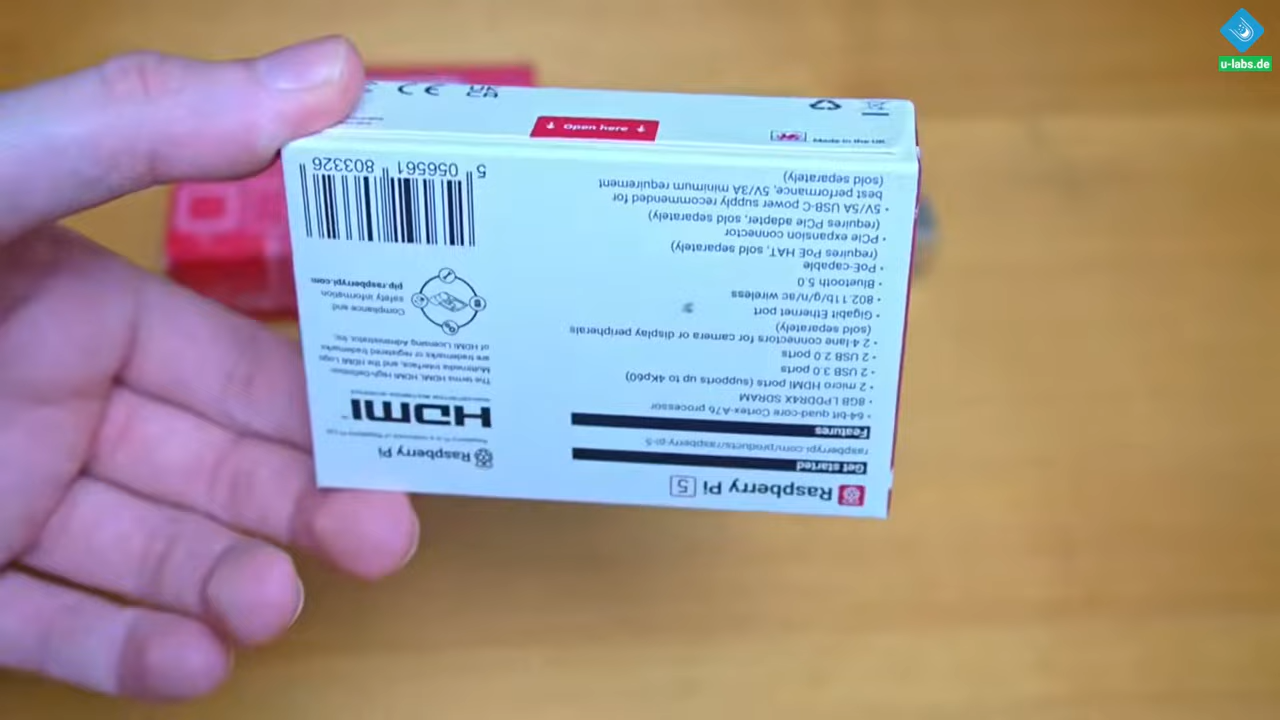 u-labs.de
Open here
Made in the UK
Raspberry Pi 5
Get started
raspberrypi.com/products/raspberry-pi-5
Features
• 64-bit quad-core Cortex-A76 processor
• 8GB LPDDR4X SDRAM
• 2 micro HDMI ports (supports up to 4Kp60)
• 2 USB 3.0 ports
• 2 USB 2.0 ports
• 2 4-lane connectors for camera or display peripherals
(sold separately)
• Gigabit Ethernet port
• 802.11b/g/n/ac wireless
• Bluetooth 5.0
• PoE-capable
(requires PoE HAT, sold separately)
• PCIe expansion connector
(requires PCIe adapter, sold separately)
• 5V/5A USB-C power supply recommended for
best performance, 5V/3A minimum requirement
(sold separately)
Raspberry Pi
HDMI™
The terms HDMI, HDMI High-Definition
Multimedia Interface, and the HDMI Logo
are trademarks or registered trademarks
of HDMI Licensing Administrator, Inc.
Compliance and
safety information
pip.raspberrypi.com
5 056561 803326